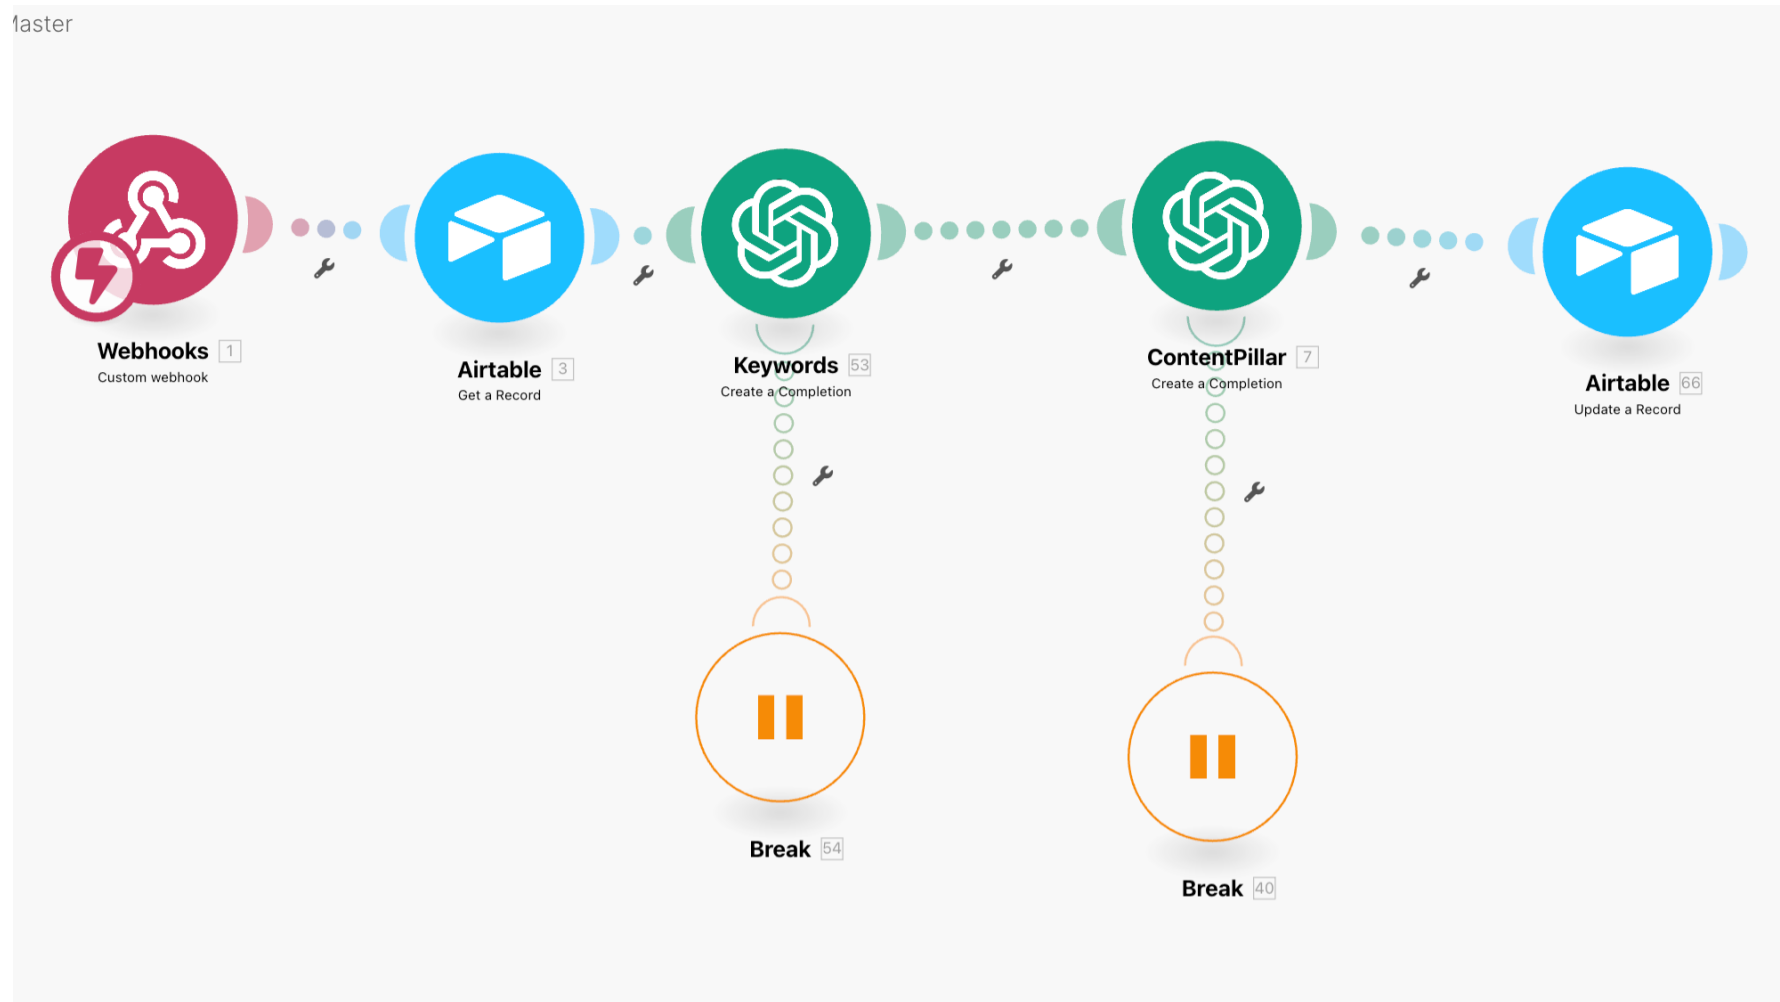 Master
Webhooks 1
Custom webhook
Airtable 3
Get a Record
Keywords 53
Create a Completion
ContentPillar 7
Create a Completion
Airtable 66
Update a Record
Break 54
Break 40